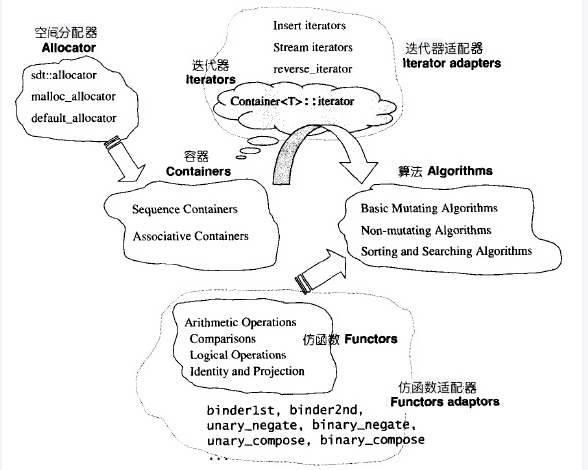 空间分配器
Allocator
sdt::allocator
malloc_allocator
default_allocator
Insert iterators
Stream iterators
reverse_iterator
迭代器适配器
Iterator adapters
迭代器
Iterators
Container<T>::iterator
容器
Containers
Sequence Containers
Associative Containers
算法 Algorithms
Basic Mutating Algorithms
Non-mutating Algorithms
Sorting and Searching Algorithms
Arithmetic Operations
Comparisons
Logical Operations
Identity and Projection
仿函数 Functors
仿函数适配器
Functors adaptors
binder1st, binder2nd,
unary_negate, binary_negate,
unary_compose, binary_compose
...